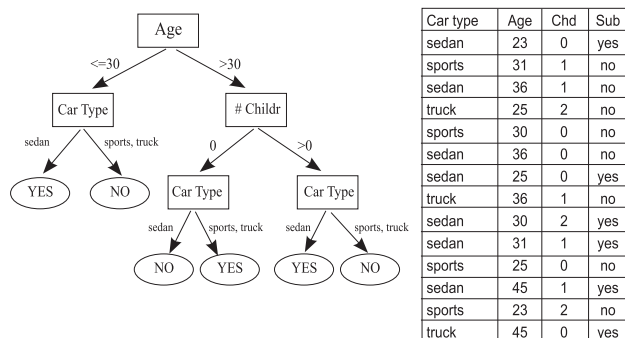 Age
<=30 >30
Car Type # Childr
sedan sports, truck 0 >0
YES NO Car Type Car Type
sedan sports, truck sedan sports, truck
NO YES YES NO
Car type Age Chd Sub
sedan 23 0 yes
sports 31 1 no
sedan 36 1 no
truck 25 2 no
sports 30 0 no
sedan 36 0 no
sedan 25 0 yes
truck 36 1 no
sedan 30 2 yes
sedan 31 1 yes
sports 25 0 no
sedan 45 1 yes
sports 23 2 no
truck 45 0 yes